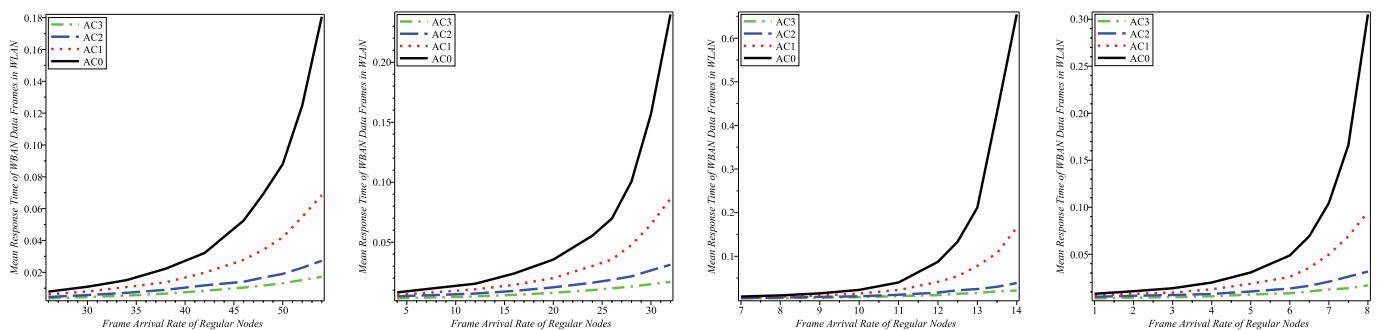 Mean Response Time of WBAN Data Frames in WLAN
0.18
0.16
0.14
0.12
0.10
0.08
0.06
0.04
0.02
AC3
AC2
AC1
AC0
30 40 50
Frame Arrival Rate of Regular Nodes
Mean Response Time of WBAN Data Frames in WLAN
0.20
0.15
0.10
0.05
AC3
AC2
AC1
AC0
5 10 15 20 25 30
Frame Arrival Rate of Regular Nodes
Mean Response Time of WBAN Data Frames in WLAN
0.6
0.5
0.4
0.3
0.2
0.1
AC3
AC2
AC1
AC0
7 8 9 10 11 12 13 14
Frame Arrival Rate of Regular Nodes
Mean Response Time of WBAN Data Frames in WLAN
0.30
0.25
0.20
0.15
0.10
0.05
AC3
AC2
AC1
AC0
1 2 3 4 5 6 7 8
Frame Arrival Rate of Regular Nodes